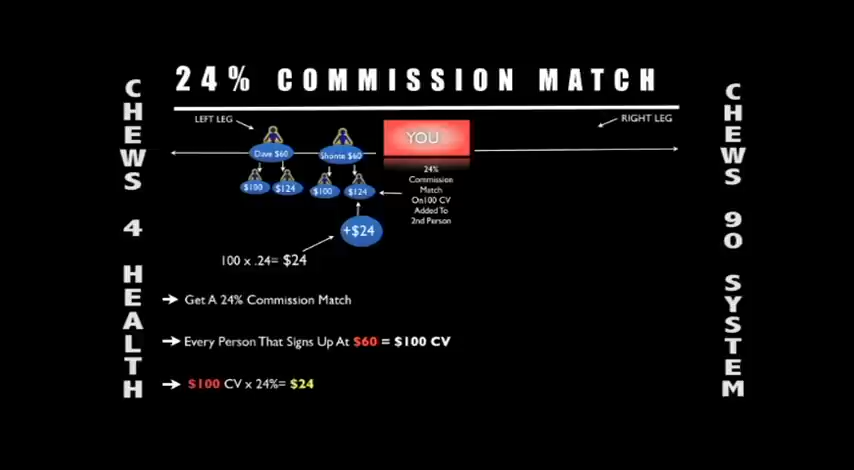 24% COMMISSION MATCH
CHEWS 4 HEALTH
CHEWS 90 SYSTEM
LEFT LEG
RIGHT LEG
YOU
Dave $60
Shante $60
$100
$124
$100
$124
24%
Commission
Match
On100 CV
Added To
2nd Person
+$24
100 x .24= $24
Get A 24% Commission Match
Every Person That Signs Up At $60 = $100 CV
$100 CV x 24%= $24